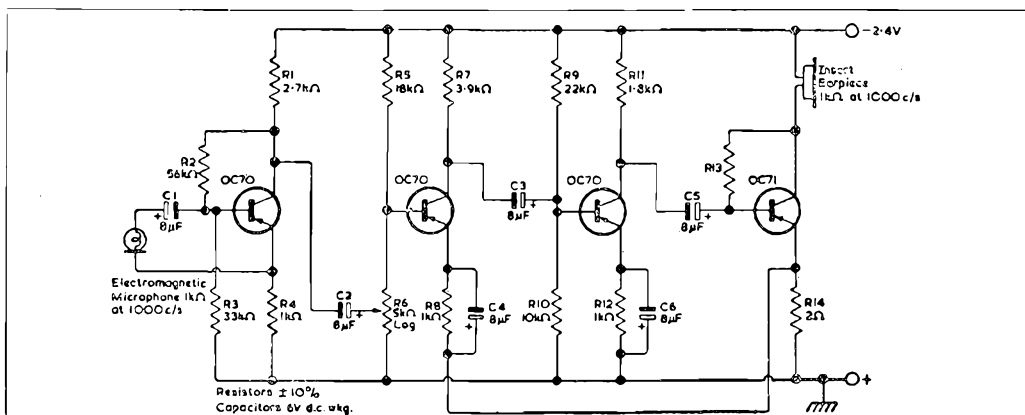 R1
2·7kΩ
R2
56kΩ
C1
+
8μF
OC70
Electromagnetic
Microphone 1kΩ
at 1000c/s
R3
33kΩ
R4
1kΩ
C2
+
8μF
R5
18kΩ
R6
5kΩ
Log
R7
3·9kΩ
OC70
R8
1kΩ
C4
8μF
+
C3
+
8μF
R9
22kΩ
R10
10kΩ
R11
1·8kΩ
OC70
R12
1kΩ
C6
8μF
+
C5
+
8μF
R13
OC71
R14
2Ω
−2·4V
Insert
Earpiece
1kΩ at 1000c/s
+
Resistors ±10%
Capacitors 6V d.c. wkg.